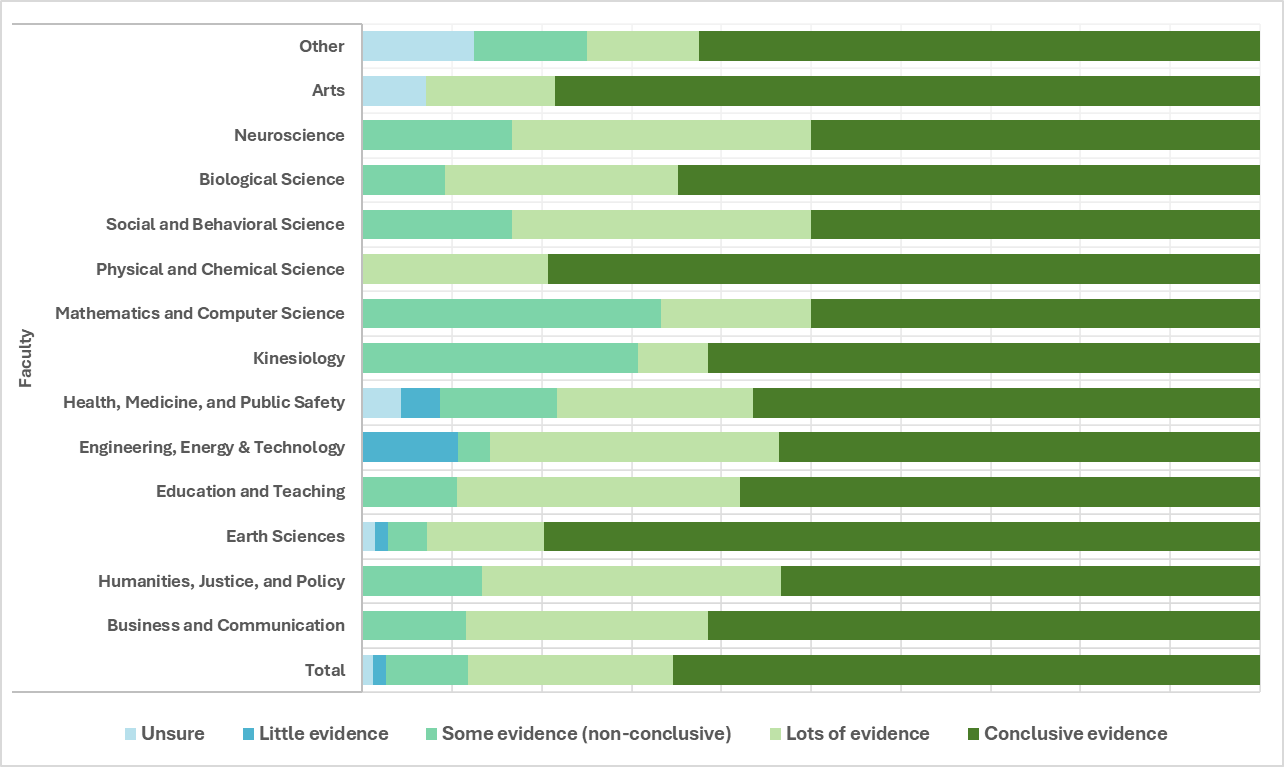 Other
Arts
Neuroscience
Biological Science
Social and Behavioral Science
Physical and Chemical Science
Mathematics and Computer Science
Kinesiology
Health, Medicine, and Public Safety
Engineering, Energy & Technology
Education and Teaching
Earth Sciences
Humanities, Justice, and Policy
Business and Communication
Total
Faculty
Unsure
Little evidence
Some evidence (non-conclusive)
Lots of evidence
Conclusive evidence